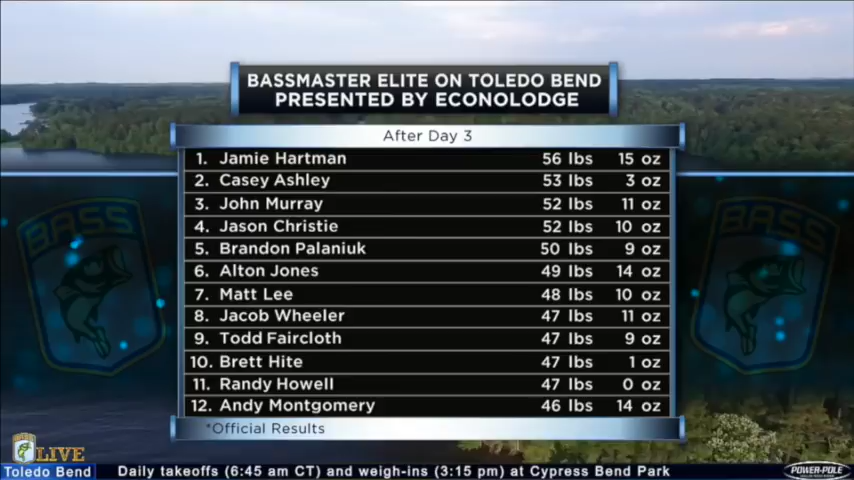 BASSMASTER ELITE ON TOLEDO BEND
PRESENTED BY ECONOLODGE
After Day 3
1. Jamie Hartman 56 lbs 15 oz
2. Casey Ashley 53 lbs 3 oz
3. John Murray 52 lbs 11 oz
4. Jason Christie 52 lbs 10 oz
5. Brandon Palaniuk 50 lbs 9 oz
6. Alton Jones 49 lbs 14 oz
7. Matt Lee 48 lbs 10 oz
8. Jacob Wheeler 47 lbs 11 oz
9. Todd Faircloth 47 lbs 9 oz
10. Brett Hite 47 lbs 1 oz
11. Randy Howell 47 lbs 0 oz
12. Andy Montgomery 46 lbs 14 oz
*Official Results
BASS
BASS
LIVE
Toledo Bend Daily takeoffs (6:45 am CT) and weigh-ins (3:15 pm) at Cypress Bend Park POWER-POLE